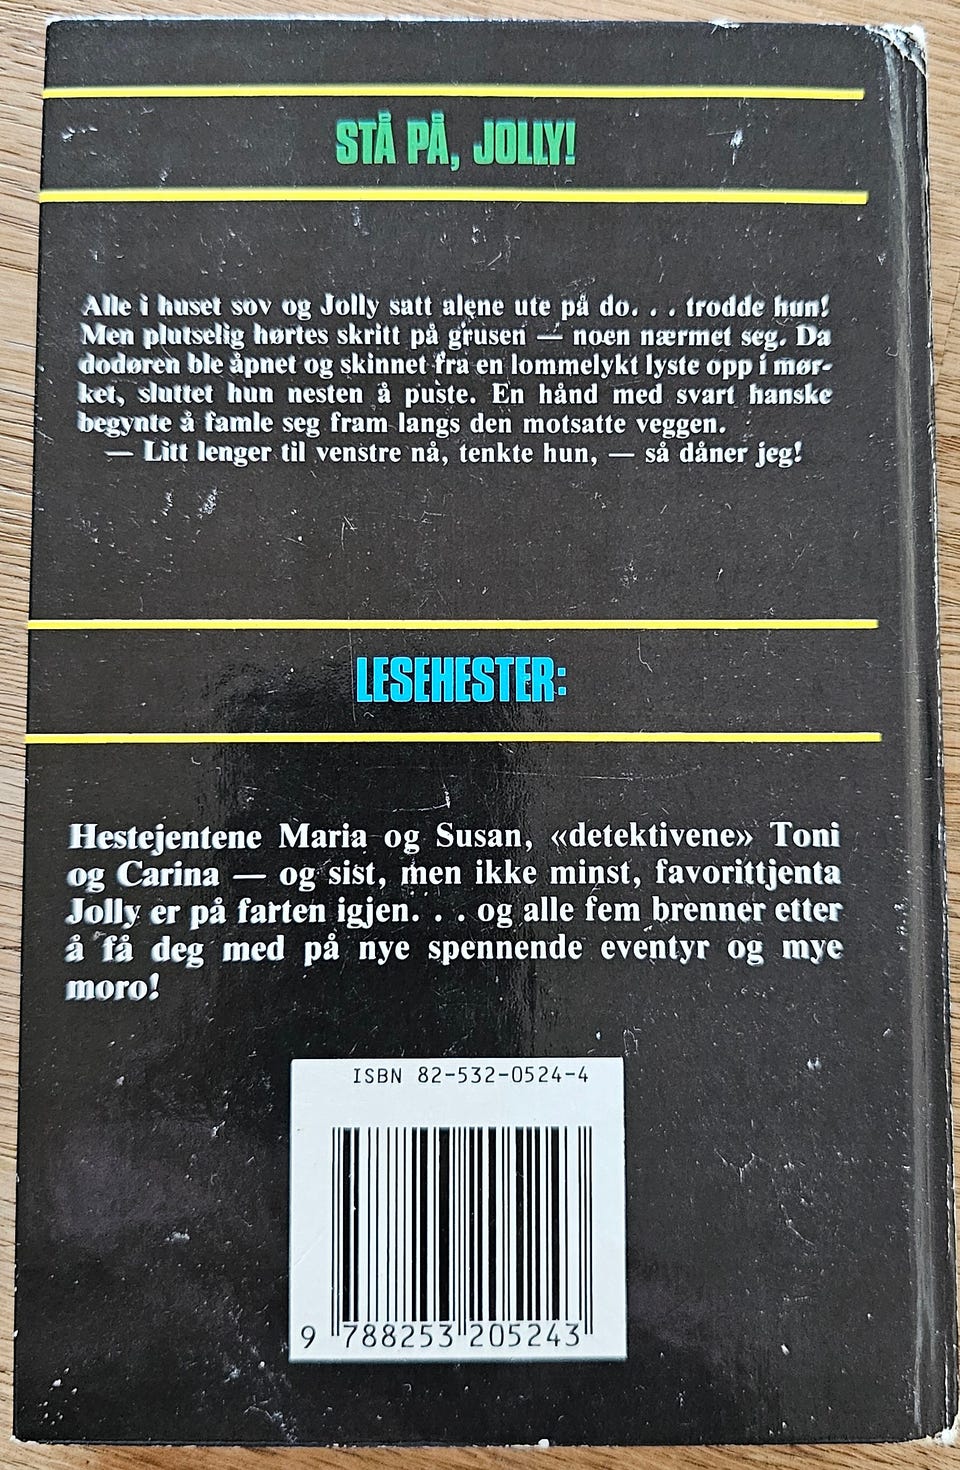 STÅ PÅ, JOLLY!
Alle i huset sov og Jolly satt alene ute på do. . . trodde hun!
Men plutselig hørtes skritt på grusen — noen nærmet seg. Da
dodøren ble åpnet og skinnet fra en lommelykt lyste opp i mør-
ket, sluttet hun nesten å puste. En hånd med svart hanske
begynte å famle seg fram langs den motsatte veggen.
— Litt lenger til venstre nå, tenkte hun, — så dåner jeg!
LESEHESTER:
Hestejentene Maria og Susan, «detektivene» Toni
og Carina — og sist, men ikke minst, favorittjenta
Jolly er på farten igjen. . . og alle fem brenner etter
å få deg med på nye spennende eventyr og mye
moro!
ISBN 82-532-0524-4
9 788253 205243